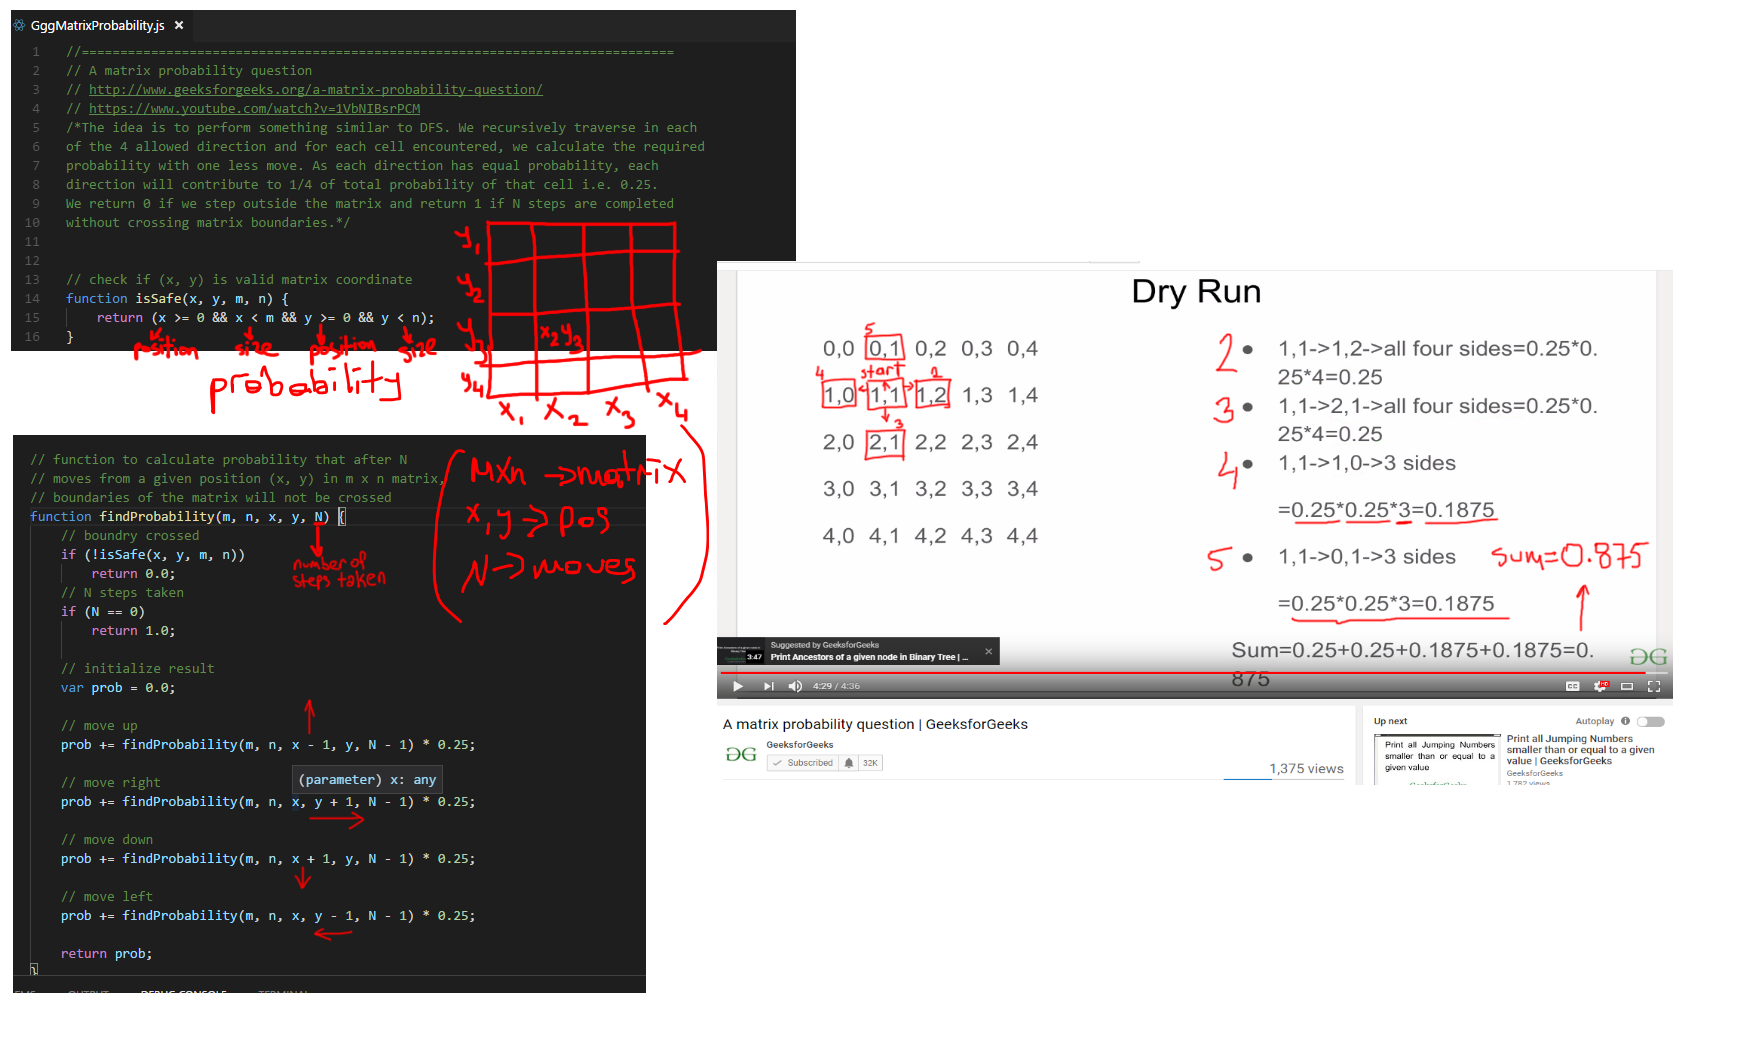 GggMatrixProbability.js ×
1 //=============================================================================
2 // A matrix probability question
3 // http://www.geeksforgeeks.org/a-matrix-probability-question/
4 // https://www.youtube.com/watch?v=1VbNIBsrPCM
5 /*The idea is to perform something similar to DFS. We recursively traverse in each
6 of the 4 allowed direction and for each cell encountered, we calculate the required
7 probability with one less move. As each direction has equal probability, each
8 direction will contribute to 1/4 of total probability of that cell i.e. 0.25.
9 We return 0 if we step outside the matrix and return 1 if N steps are completed
10 without crossing matrix boundaries.*/
11
12
13 // check if (x, y) is valid matrix coordinate
14 function isSafe(x, y, m, n) {
15 return (x >= 0 && x < m && y >= 0 && y < n);
16 }
position size position size
probability
y1
y2
y3
y4
x2 y3
x1 x2 x3 x4
// function to calculate probability that after N
// moves from a given position (x, y) in m x n matrix,
// boundaries of the matrix will not be crossed
function findProbability(m, n, x, y, N) {
// boundry crossed
if (!isSafe(x, y, m, n))
return 0.0;
// N steps taken
if (N == 0)
return 1.0;
// initialize result
var prob = 0.0;
// move up
prob += findProbability(m, n, x - 1, y, N - 1) * 0.25;
// move right
(parameter) x: any
prob += findProbability(m, n, x, y + 1, N - 1) * 0.25;
// move down
prob += findProbability(m, n, x + 1, y, N - 1) * 0.25;
// move left
prob += findProbability(m, n, x, y - 1, N - 1) * 0.25;
return prob;
}
number of
steps taken
Mxn → matrix
x, y → pos
N → moves
OUTPUT DEBUG CONSOLE TERMINAL
Dry Run
5
0,0 0,1 0,2 0,3 0,4
4 start 2
1,0 1,1 1,2 1,3 1,4
3
2,0 2,1 2,2 2,3 2,4
3,0 3,1 3,2 3,3 3,4
4,0 4,1 4,2 4,3 4,4
2 • 1,1->1,2->all four sides=0.25*0.
25*4=0.25
3 • 1,1->2,1->all four sides=0.25*0.
25*4=0.25
4 • 1,1->1,0->3 sides
=0.25*0.25*3=0.1875
5 • 1,1->0,1->3 sides
sum=0.875
=0.25*0.25*3=0.1875
Sum=0.25+0.25+0.1875+0.1875=0.
875
Suggested by GeeksforGeeks
Print Ancestors of a given node in Binary Tree | ...
3:47
4:29 / 4:36
CC HD
A matrix probability question | GeeksforGeeks
GeeksforGeeks
Subscribed 32K
1,375 views
Up next Autoplay
Print all Jumping Numbers
smaller than or equal to a
given value
Print all Jumping Numbers
smaller than or equal to a given
value | GeeksforGeeks
GeeksforGeeks
1,782 views